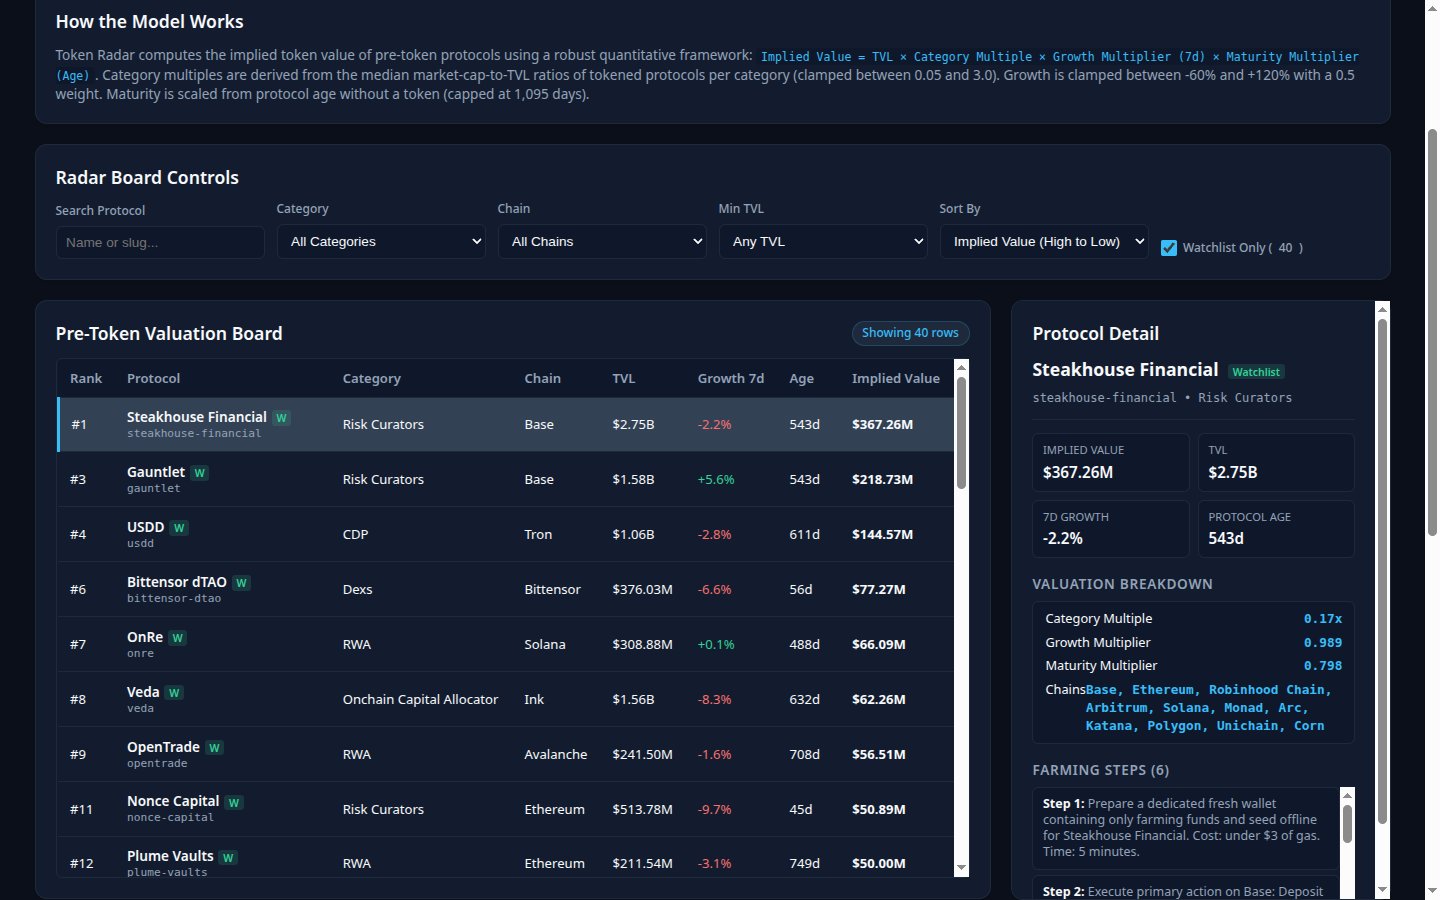 How the Model Works
Token Radar computes the implied token value of pre-token protocols using a robust quantitative framework: Implied Value = TVL × Category Multiple × Growth Multiplier (7d) × Maturity Multiplier
(Age) . Category multiples are derived from the median market-cap-to-TVL ratios of tokened protocols per category (clamped between 0.05 and 3.0). Growth is clamped between -60% and +120% with a 0.5
weight. Maturity is scaled from protocol age without a token (capped at 1,095 days).
Radar Board Controls
Search Protocol Category Chain Min TVL Sort By
Name or slug... All Categories All Chains Any TVL Implied Value (High to Low) Watchlist Only ( 40 )
Pre-Token Valuation Board Showing 40 rows
Rank Protocol Category Chain TVL Growth 7d Age Implied Value
#1 Steakhouse Financial W Risk Curators Base $2.75B -2.2% 543d $367.26M
steakhouse-financial
#3 Gauntlet W Risk Curators Base $1.58B +5.6% 543d $218.73M
gauntlet
#4 USDD W CDP Tron $1.06B -2.8% 611d $144.57M
usdd
#6 Bittensor dTAO W Dexs Bittensor $376.03M -6.6% 56d $77.27M
bittensor-dtao
#7 OnRe W RWA Solana $308.88M +0.1% 488d $66.09M
onre
#8 Veda W Onchain Capital Allocator Ink $1.56B -8.3% 632d $62.26M
veda
#9 OpenTrade W RWA Avalanche $241.50M -1.6% 708d $56.51M
opentrade
#11 Nonce Capital W Risk Curators Ethereum $513.78M -9.7% 45d $50.89M
nonce-capital
#12 Plume Vaults W RWA Ethereum $211.54M -3.1% 749d $50.00M
plume-vaults
Protocol Detail
Steakhouse Financial Watchlist
steakhouse-financial • Risk Curators
IMPLIED VALUE TVL
$367.26M $2.75B
7D GROWTH PROTOCOL AGE
-2.2% 543d
VALUATION BREAKDOWN
Category Multiple 0.17x
Growth Multiplier 0.989
Maturity Multiplier 0.798
Chains Base, Ethereum, Robinhood Chain,
Arbitrum, Solana, Monad, Arc,
Katana, Polygon, Unichain, Corn
FARMING STEPS (6)
Step 1: Prepare a dedicated fresh wallet
containing only farming funds and seed offline
for Steakhouse Financial. Cost: under $3 of gas.
Time: 5 minutes.
Step 2: Execute primary action on Base: Deposit